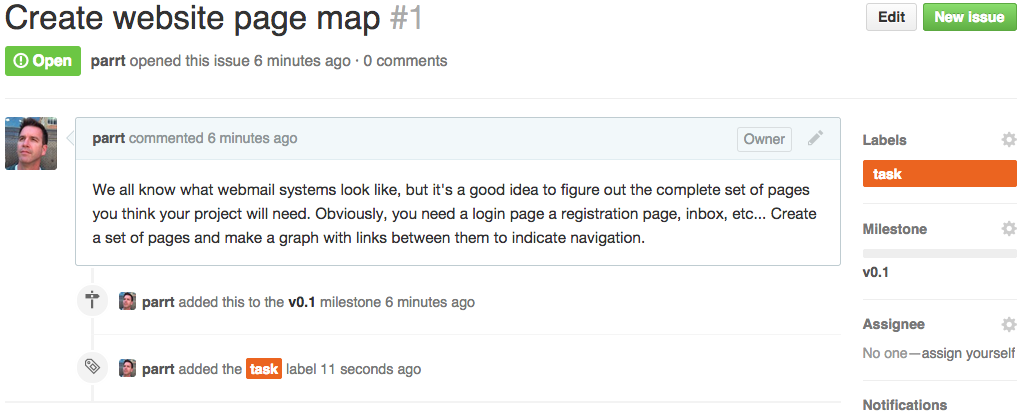 Create website page map #1
Edit
New Issue
Open
parrt opened this issue 6 minutes ago · 0 comments
parrt commented 6 minutes ago
Owner
We all know what webmail systems look like, but it's a good idea to figure out the complete set of pages
you think your project will need. Obviously, you need a login page a registration page, inbox, etc... Create
a set of pages and make a graph with links between them to indicate navigation.
parrt added this to the v0.1 milestone 6 minutes ago
parrt added the task label 11 seconds ago
Labels
task
Milestone
v0.1
Assignee
No one—assign yourself
Notifications